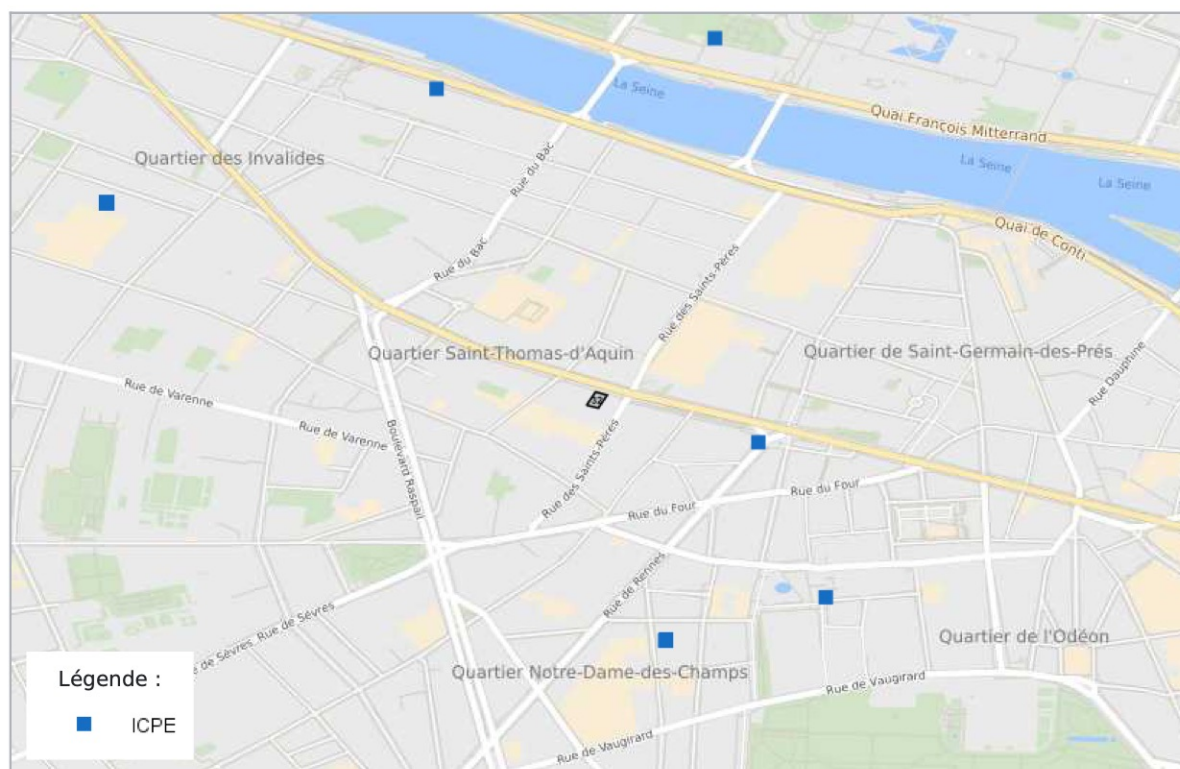 La Seine
Quai François Mitterrand
La Seine
La Seine
Quartier des Invalides
Rue du Bac
Rue du Bac
Quai de Conti
Rue des Saints-Pères
Quartier Saint-Thomas-d'Aquin
Quartier de Saint-Germain-des-Prés
Rue de Varenne
Rue de Varenne
Rue Dauphine
Boulevard Raspail
Rue des Saints-Pères
Rue du Four
Rue du Four
Rue de Rennes
de Sèvres
Rue de Sèvres
Quartier de l'Odéon
Quartier Notre-Dame-des-Champs
Rue de Vaugirard
Rue de Vaugirard
Légende :
ICPE